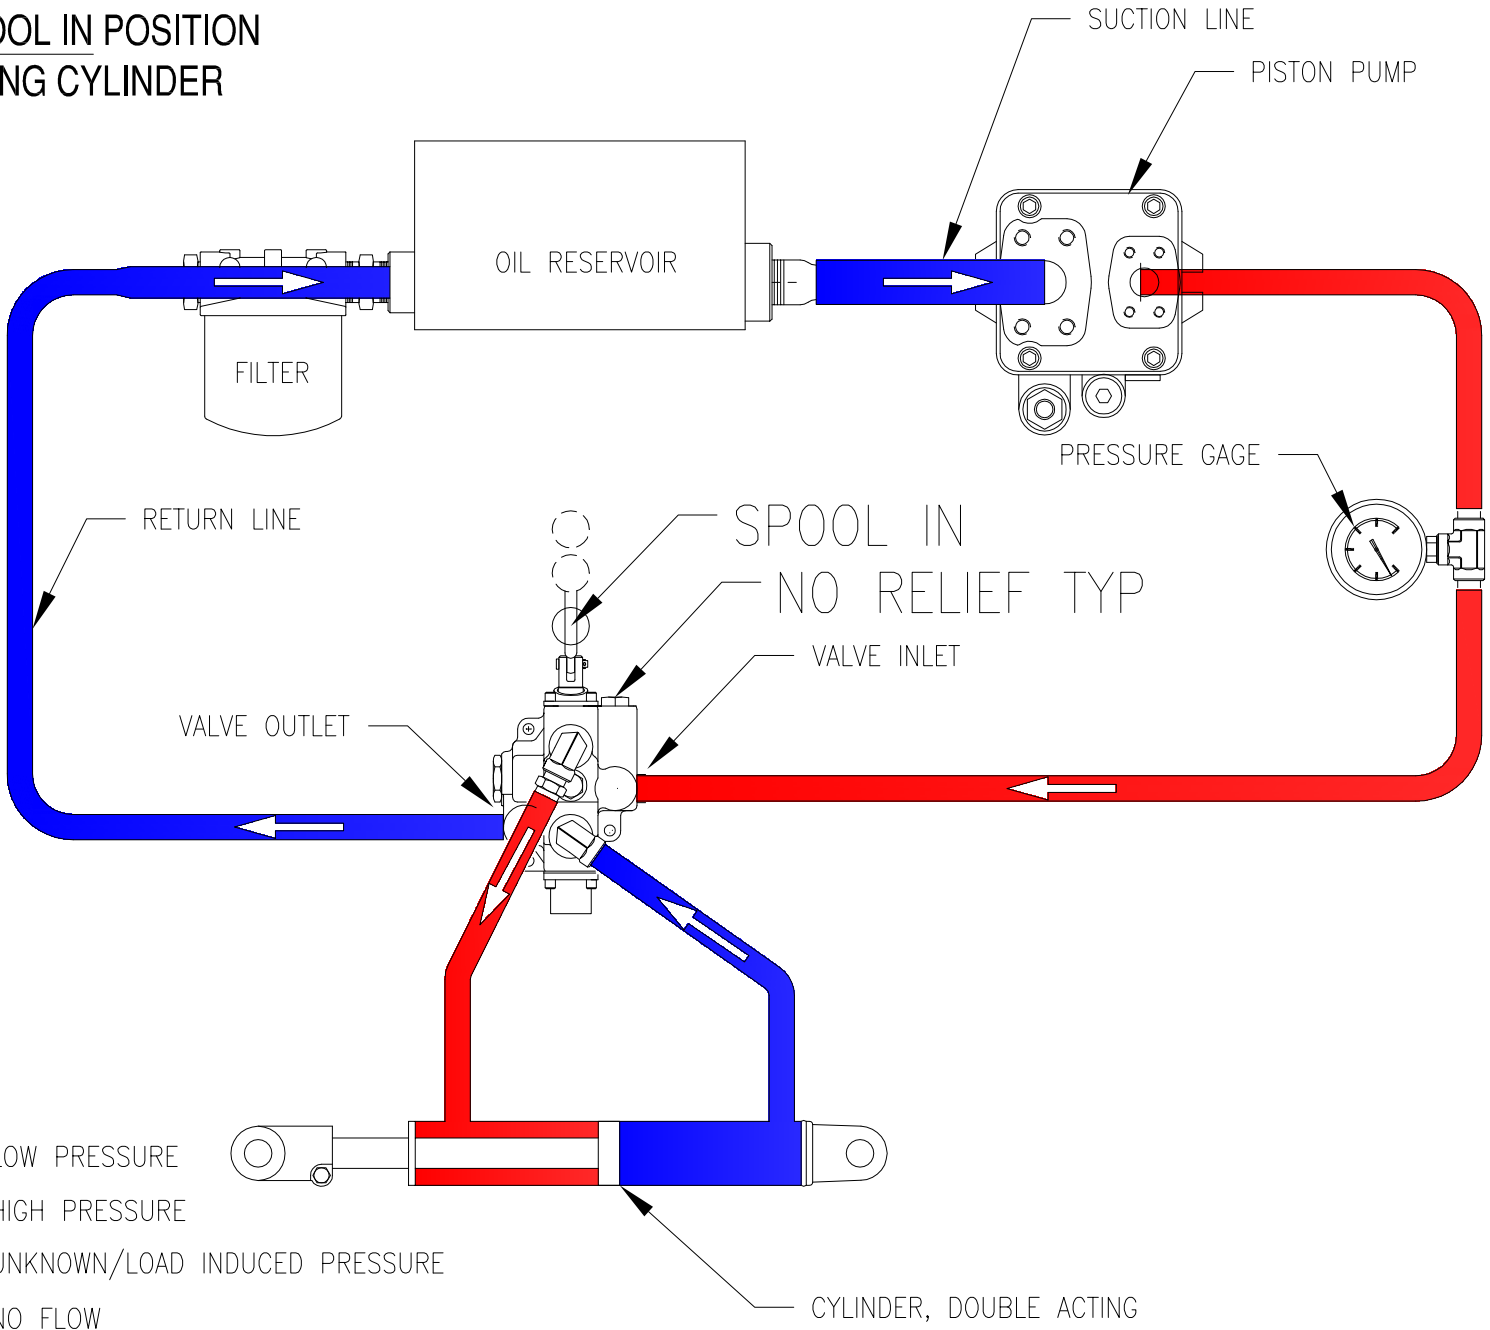 OOL IN POSITION
ING CYLINDER
SUCTION LINE
PISTON PUMP
OIL RESERVOIR
FILTER
PRESSURE GAGE
RETURN LINE
SPOOL IN
NO RELIEF TYP
VALVE INLET
VALVE OUTLET
LOW PRESSURE
HIGH PRESSURE
UNKNOWN/LOAD INDUCED PRESSURE
NO FLOW
CYLINDER, DOUBLE ACTING